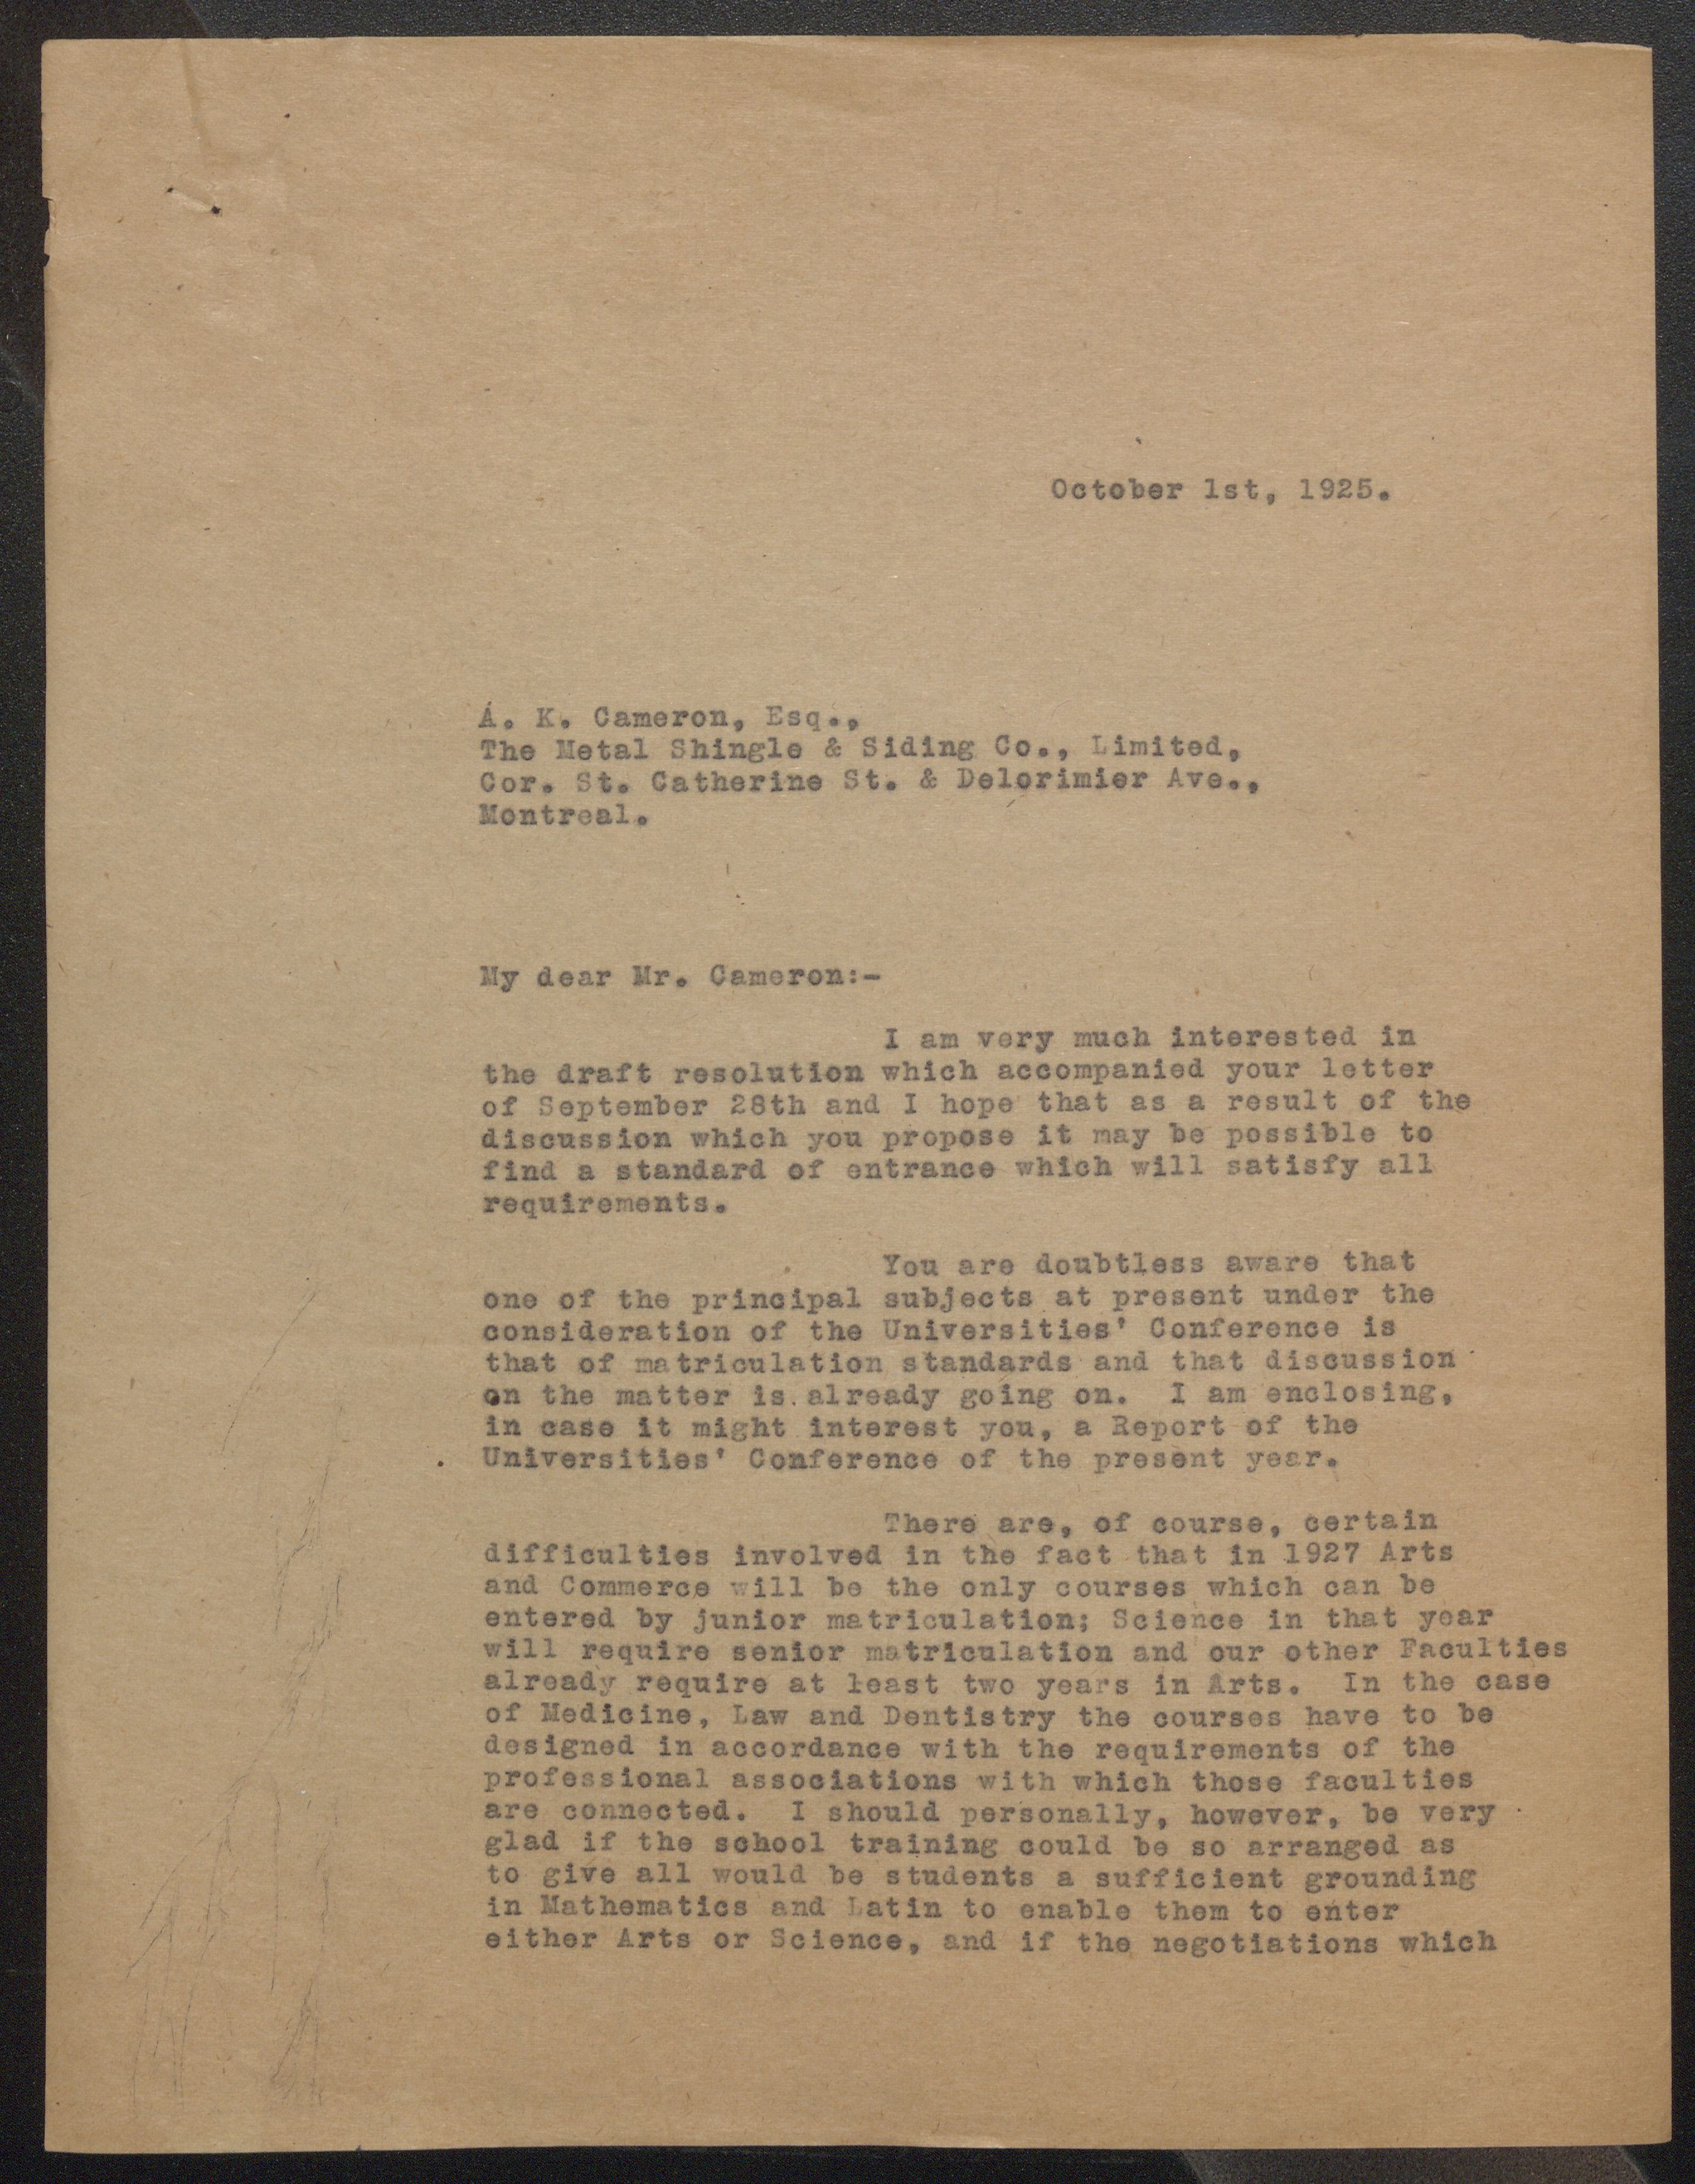 October 1st, 1925.
A. K. Cameron, Esq.,
The Metal Shingle & Siding Co., Limited,
Cor. St. Catherine St. & Delorimier Ave.,
Montreal.
My dear Mr. Cameron:-
I am very much interested in
the draft resolution which accompanied your letter
of September 28th and I hope that as a result of the
discussion which you propose it may be possible to
find a standard of entrance which will satisfy all
requirements.
You are doubtless aware that
one of the principal subjects at present under the
consideration of the Universities' Conference is
that of matriculation standards and that discussion
on the matter is already going on. I am enclosing,
in case it might interest you, a Report of the
Universities' Conference of the present year.
There are, of course, certain
difficulties involved in the fact that in 1927 Arts
and Commerce will be the only courses which can be
entered by junior matriculation; Science in that year
will require senior matriculation and our other Faculties
already require at least two years in Arts. In the case
of Medicine, Law and Dentistry the courses have to be
designed in accordance with the requirements of the
professional associations with which those faculties
are connected. I should personally, however, be very
glad if the school training could be so arranged as
to give all would be students a sufficient grounding
in Mathematics and Latin to enable them to enter
either Arts or Science, and if the negotiations which